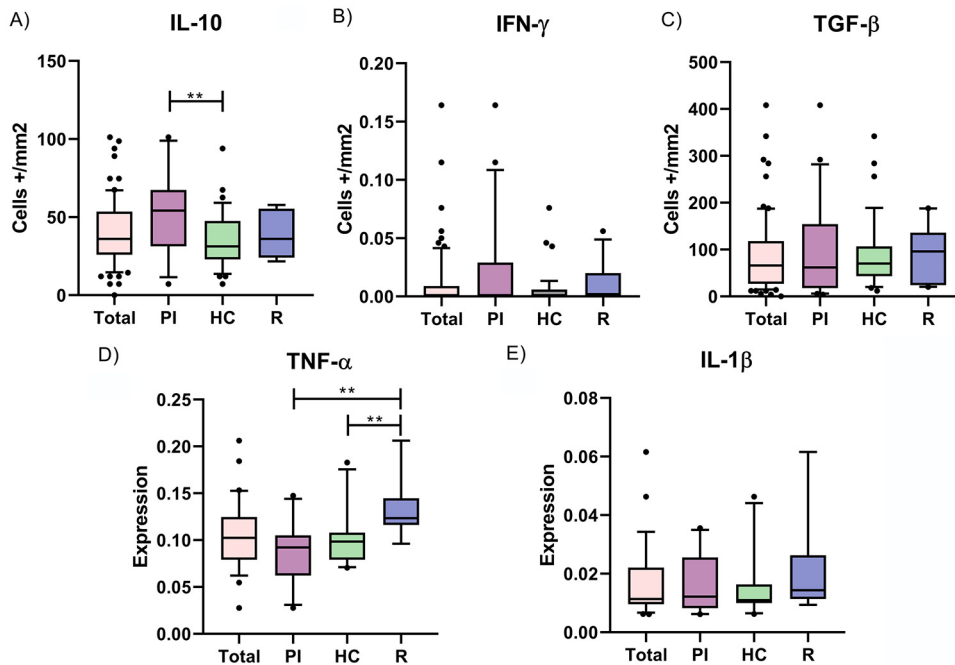 A)
IL-10
Cells +/mm2
150
100
50
0
**
Total PI HC R
B)
IFN-γ
Cells +/mm2
0.20
0.15
0.10
0.05
0.00
Total PI HC R
C)
TGF-β
Cells +/mm2
500
400
300
200
100
0
Total PI HC R
D)
TNF-α
Expression
0.25
0.20
0.15
0.10
0.05
0.00
**
**
Total PI HC R
E)
IL-1β
Expression
0.08
0.06
0.04
0.02
0.00
Total PI HC R